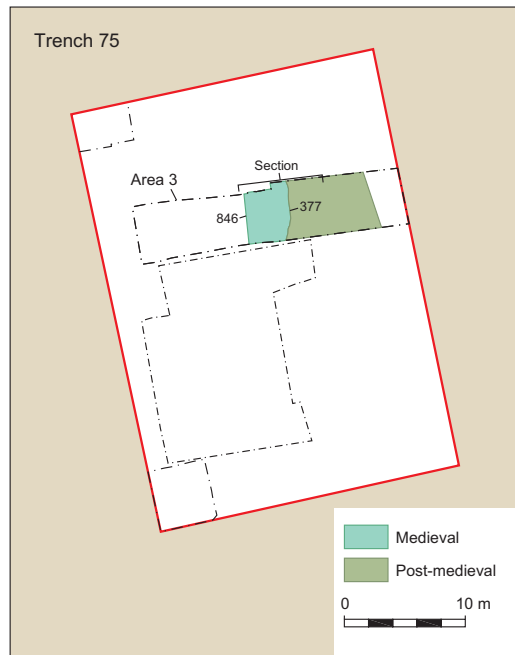 Trench 75
Section
Area 3
846
377
Medieval
Post-medieval
0 10 m